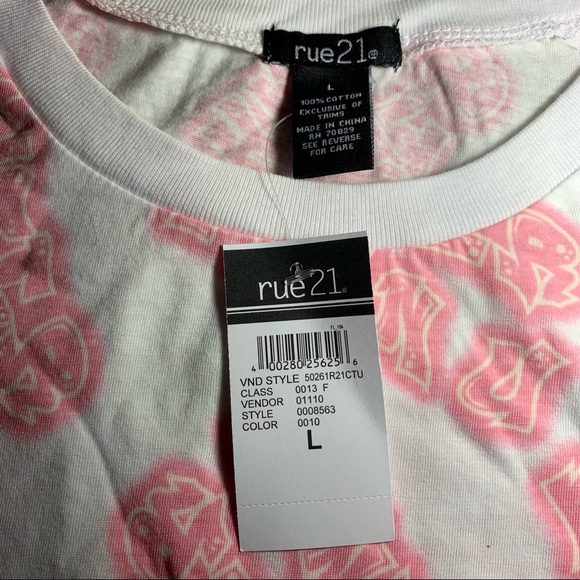 rue21®
L
100% COTTON
EXCLUSIVE OF
TRIMS
MADE IN CHINA
RN 70829
SEE REVERSE
FOR CARE
rue21®
FL_194
4 00280 25625 6
VND STYLE 50261R21CTU
CLASS 0013 F
VENDOR 01110
STYLE 0008563
COLOR 0010
L